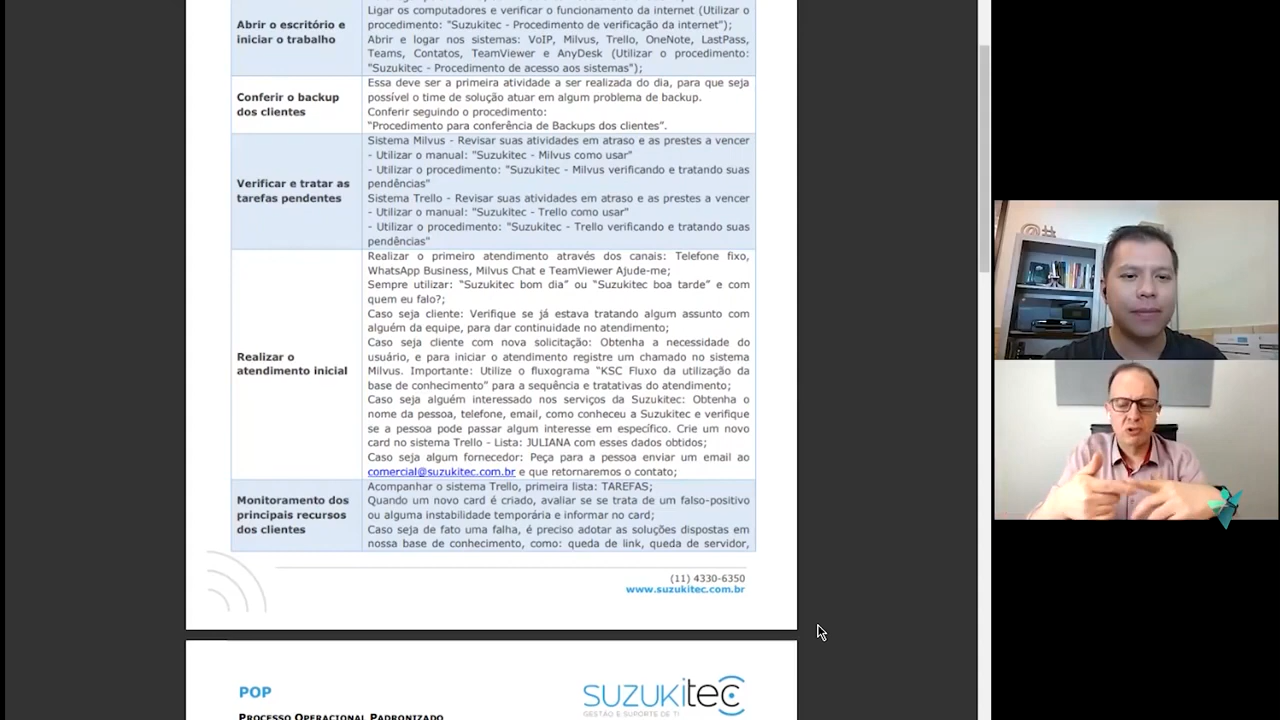 Abrir o escritório e
iniciar o trabalho
Ligar os computadores e verificar o funcionamento da internet (Utilizar o
procedimento: "Suzukitec - Procedimento de verificação da internet");
Abrir e logar nos sistemas: VoIP, Milvus, Trello, OneNote, LastPass,
Teams, Contatos, TeamViewer e AnyDesk (Utilizar o procedimento:
"Suzukitec - Procedimento de acesso aos sistemas");
Conferir o backup
dos clientes
Essa deve ser a primeira atividade a ser realizada do dia, para que seja
possível o time de solução atuar em algum problema de backup.
Conferir seguindo o procedimento:
"Procedimento para conferência de Backups dos clientes".
Verificar e tratar as
tarefas pendentes
Sistema Milvus - Revisar suas atividades em atraso e as prestes a vencer
- Utilizar o manual: "Suzukitec - Milvus como usar"
- Utilizar o procedimento: "Suzukitec - Milvus verificando e tratando suas
pendências"
Sistema Trello - Revisar suas atividades em atraso e as prestes a vencer
- Utilizar o manual: "Suzukitec - Trello como usar"
- Utilizar o procedimento: "Suzukitec - Trello verificando e tratando suas
pendências"
Realizar o
atendimento inicial
Realizar o primeiro atendimento através dos canais: Telefone fixo,
WhatsApp Business, Milvus Chat e TeamViewer Ajude-me;
Sempre utilizar: "Suzukitec bom dia" ou "Suzukitec boa tarde" e com
quem eu falo?;
Caso seja cliente: Verifique se já estava tratando algum assunto com
alguém da equipe, para dar continuidade no atendimento;
Caso seja cliente com nova solicitação: Obtenha a necessidade do
usuário, e para iniciar o atendimento registre um chamado no sistema
Milvus. Importante: Utilize o fluxograma "KSC Fluxo da utilização da
base de conhecimento" para a sequência e tratativas do atendimento;
Caso seja alguém interessado nos serviços da Suzukitec: Obtenha o
nome da pessoa, telefone, email, como conheceu a Suzukitec e verifique
se a pessoa pode passar algum interesse em específico. Crie um novo
card no sistema Trello - Lista: JULIANA com esses dados obtidos;
Caso seja algum fornecedor: Peça para a pessoa enviar um email ao
comercial@suzukitec.com.br e que retornaremos o contato;
Monitoramento dos
principais recursos
dos clientes
Acompanhar o sistema Trello, primeira lista: TAREFAS;
Quando um novo card é criado, avaliar se se trata de um falso-positivo
ou alguma instabilidade temporária e informar no card;
Caso seja de fato uma falha, é preciso adotar as soluções dispostas em
nossa base de conhecimento, como: queda de link, queda de servidor,
(11) 4330-6350
www.suzukitec.com.br
POP
PROCESSO OPERACIONAL PADRONIZADO
suzukitec
GESTÃO E SUPORTE DE TI
@#